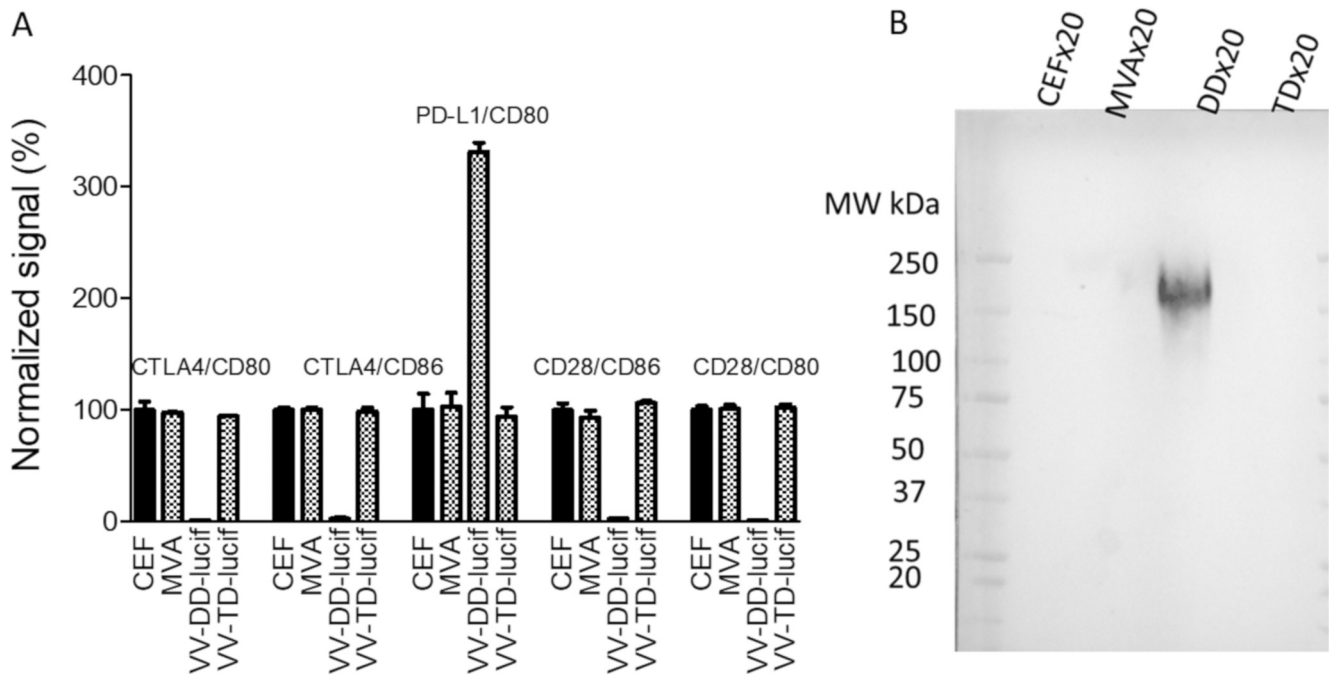 A
Normalized signal (%)
400
300
200
100
0
CTLA4/CD80
CTLA4/CD86
PD-L1/CD80
CD28/CD86
CD28/CD80
CEF
MVA
VV-DD-lucif
VV-TD-lucif
CEF
MVA
VV-DD-lucif
VV-TD-lucif
CEF
MVA
VV-DD-lucif
VV-TD-lucif
CEF
MVA
VV-DD-lucif
VV-TD-lucif
CEF
MVA
VV-DD-lucif
VV-TD-lucif
B
CEFx20
MVAx20
DDx20
TDx20
MW kDa
250
150
100
75
50
37
25
20